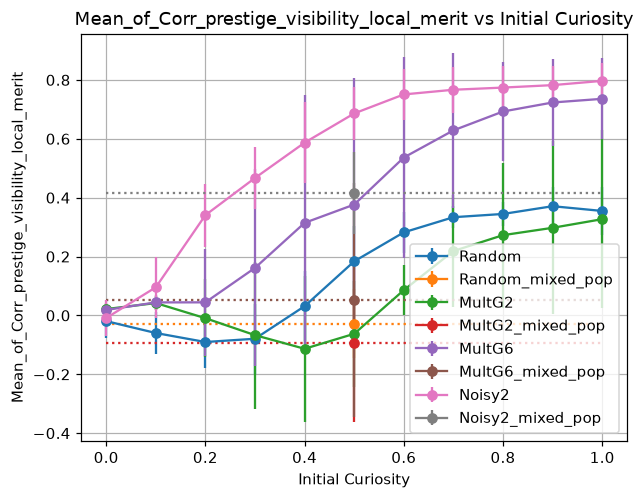 Mean_of_Corr_prestige_visibility_local_merit vs Initial Curiosity
Mean_of_Corr_prestige_visibility_local_merit
0.8
0.6
0.4
0.2
0.0
−0.2
−0.4
Random
Random_mixed_pop
MultG2
MultG2_mixed_pop
MultG6
MultG6_mixed_pop
Noisy2
Noisy2_mixed_pop
0.0 0.2 0.4 0.6 0.8 1.0
Initial Curiosity